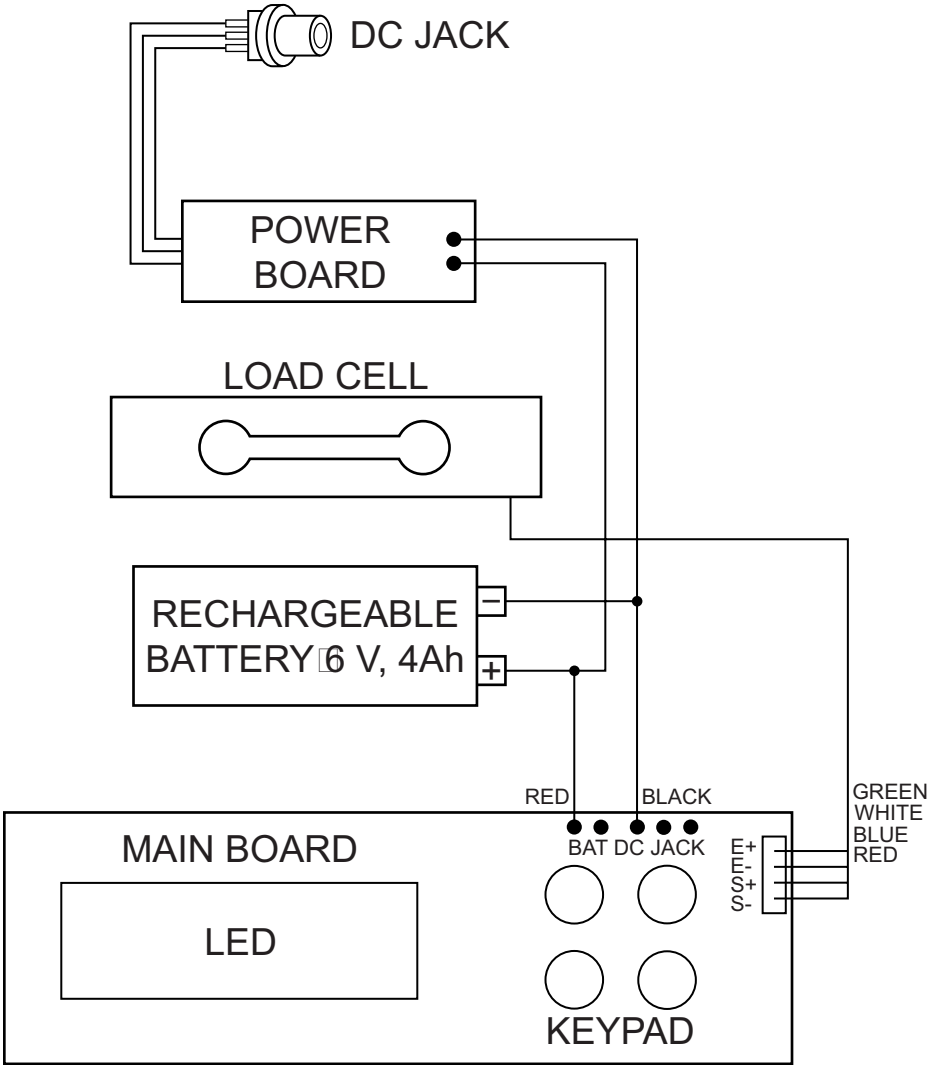 DC JACK
POWER
BOARD
LOAD CELL
RECHARGEABLE
BATTERY 6 V, 4Ah
−
+
RED
BLACK
GREEN
WHITE
BLUE
RED
MAIN BOARD
BAT DC JACK
E+
E-
S+
S-
LED
KEYPAD